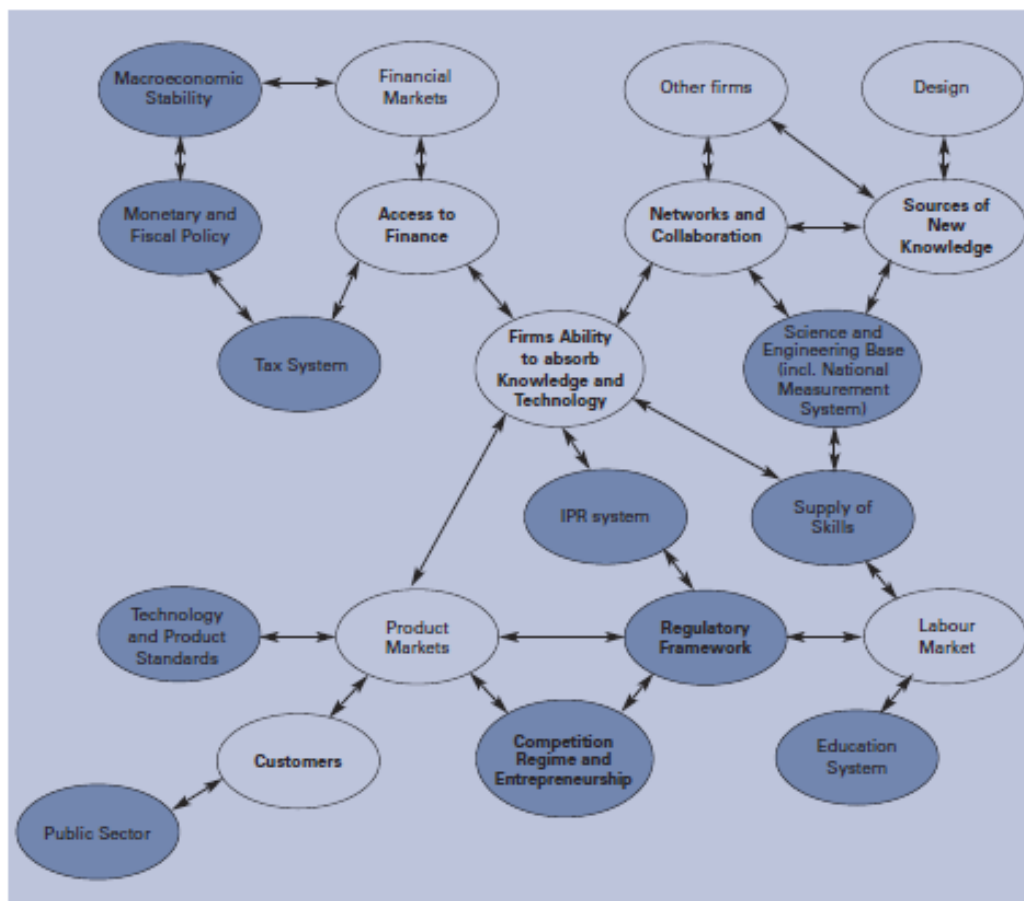 Macroeconomic
Stability
Financial
Markets
Other firms
Design
Monetary and
Fiscal Policy
Access to
Finance
Networks and
Collaboration
Sources of
New
Knowledge
Tax System
Firms Ability
to absorb
Knowledge and
Technology
Science and
Engineering Base
(incl. National
Measurement
System)
IPR system
Supply of
Skills
Technology
and Product
Standards
Product
Markets
Regulatory
Framework
Labour
Market
Customers
Competition
Regime and
Entrepreneurship
Education
System
Public Sector